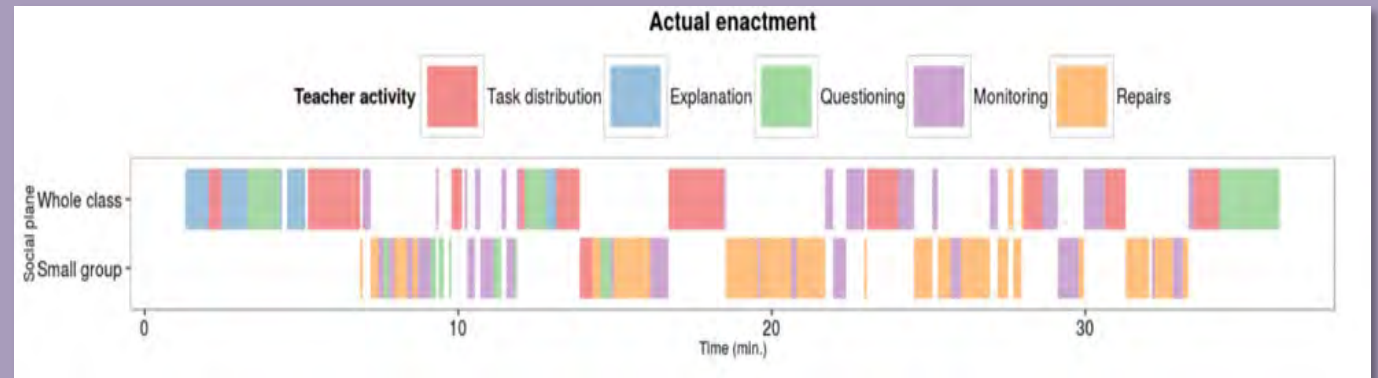 Actual enactment
Teacher activity Task distribution Explanation Questioning Monitoring Repairs
Social plane
Whole class
Small group
0 10 20 30
Time (min.)